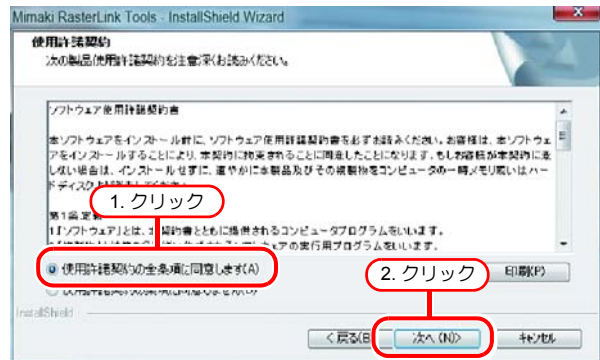 Mimaki RasterLink Tools - InstallShield Wizard
使用許諾契約
次の製品使用許諾契約を注意深くお読みください。
ソフトウェア使用許諾契約書
本ソフトウェアをインストール前に、ソフトウェア使用許諾契約書を必ずお読みください。お客様は、本ソフトウェ
アをインストールすることにより、本契約に拘束されることに同意したことになります。もしお客様が本契約に違
しない場合は、インストールせずに、速やかに本製品及びその複製物をコンピュータの一時メモリ或いはハー
ドディスク
1. クリック
第1条 定義
1『ソフトウェア』とは、本契約書とともに提供されるコンピュータプログラムをいいます。
の実行用プログラムをいいます。
使用許諾契約の全条項に同意します(A)
2. クリック
印刷(P)
InstallShield
< 戻る(B
次へ(N)>
キャンセル